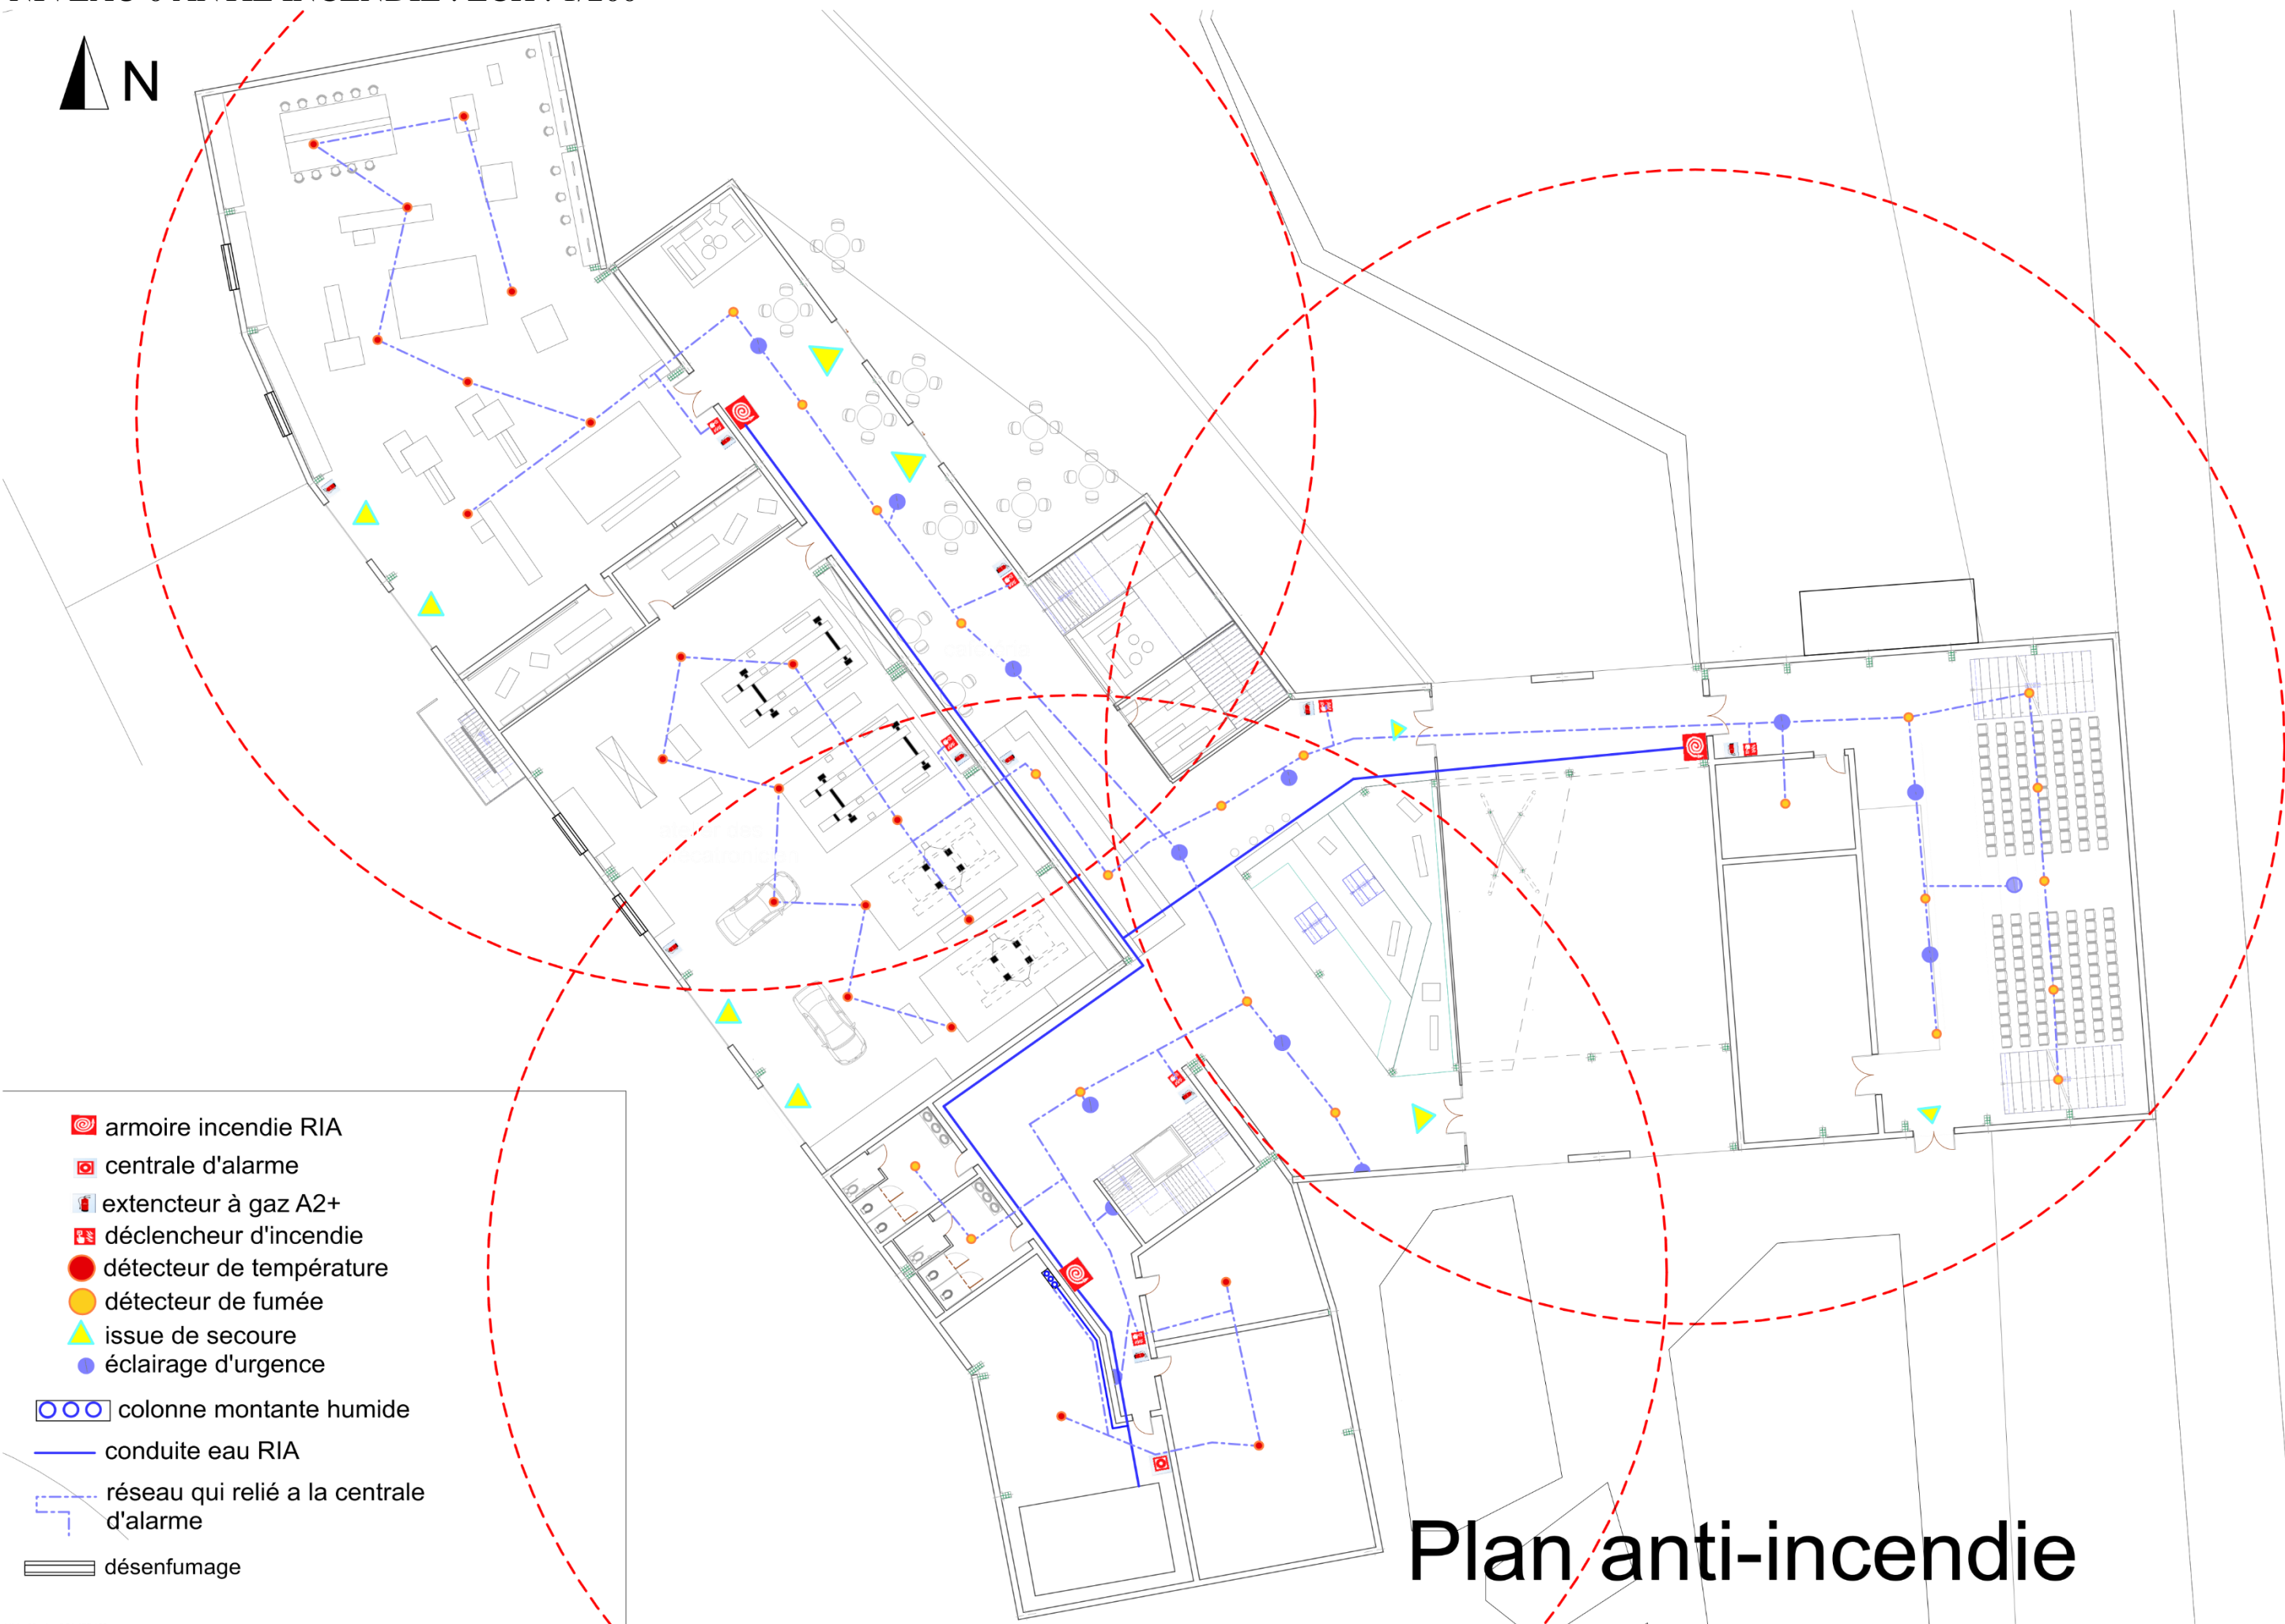 N
armoire incendie RIA
centrale d'alarme
extencteur à gaz A2+
déclencheur d'incendie
détecteur de température
détecteur de fumée
issue de secoure
éclairage d'urgence
colonne montante humide
conduite eau RIA
réseau qui relié a la centrale
d'alarme
désenfumage
Plan anti-incendie